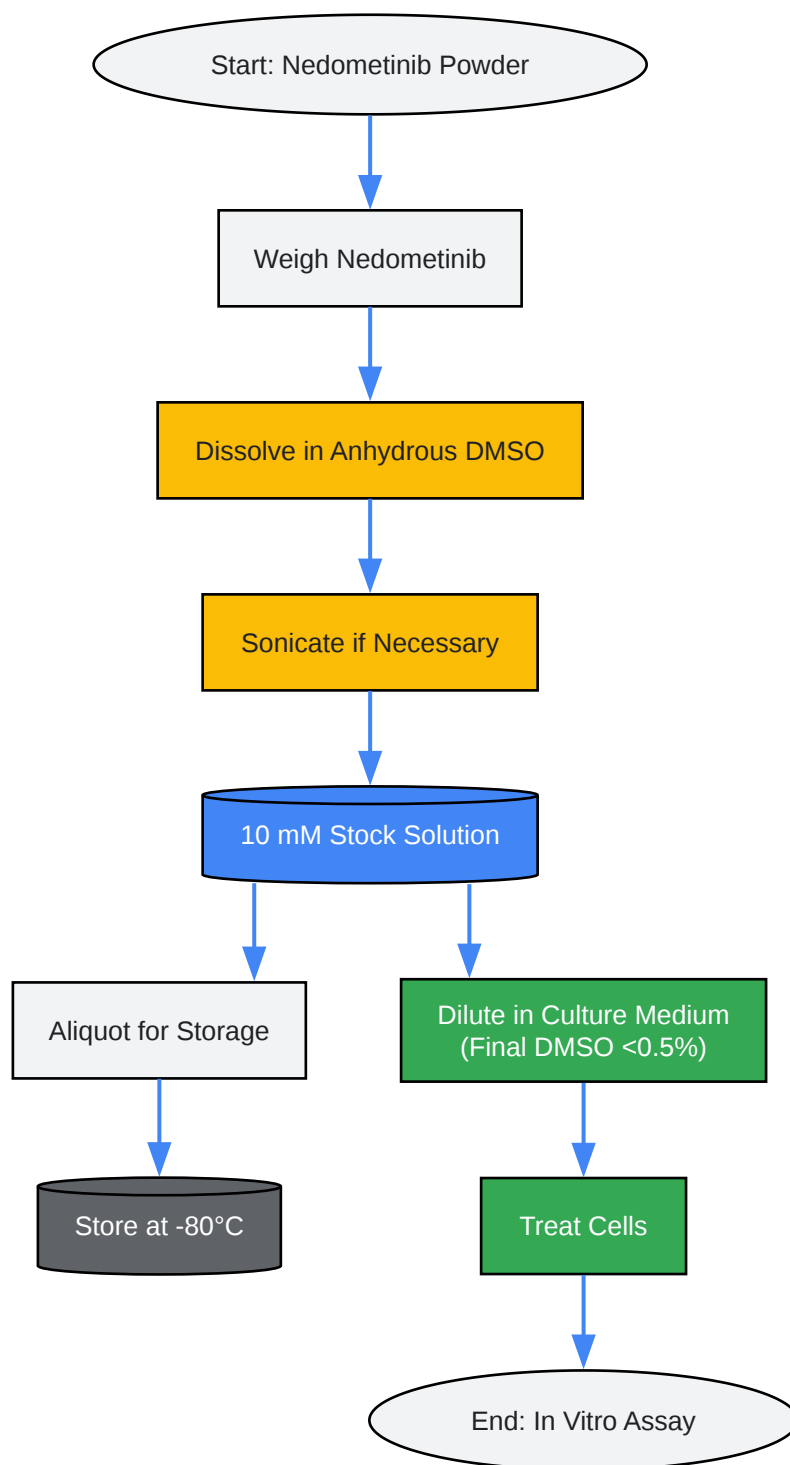 Start: Nedometinib Powder
Weigh Nedometinib
Dissolve in Anhydrous DMSO
Sonicate if Necessary
10 mM Stock Solution
Aliquot for Storage
Dilute in Culture Medium
(Final DMSO <0.5%)
Store at -80°C
Treat Cells
End: In Vitro Assay